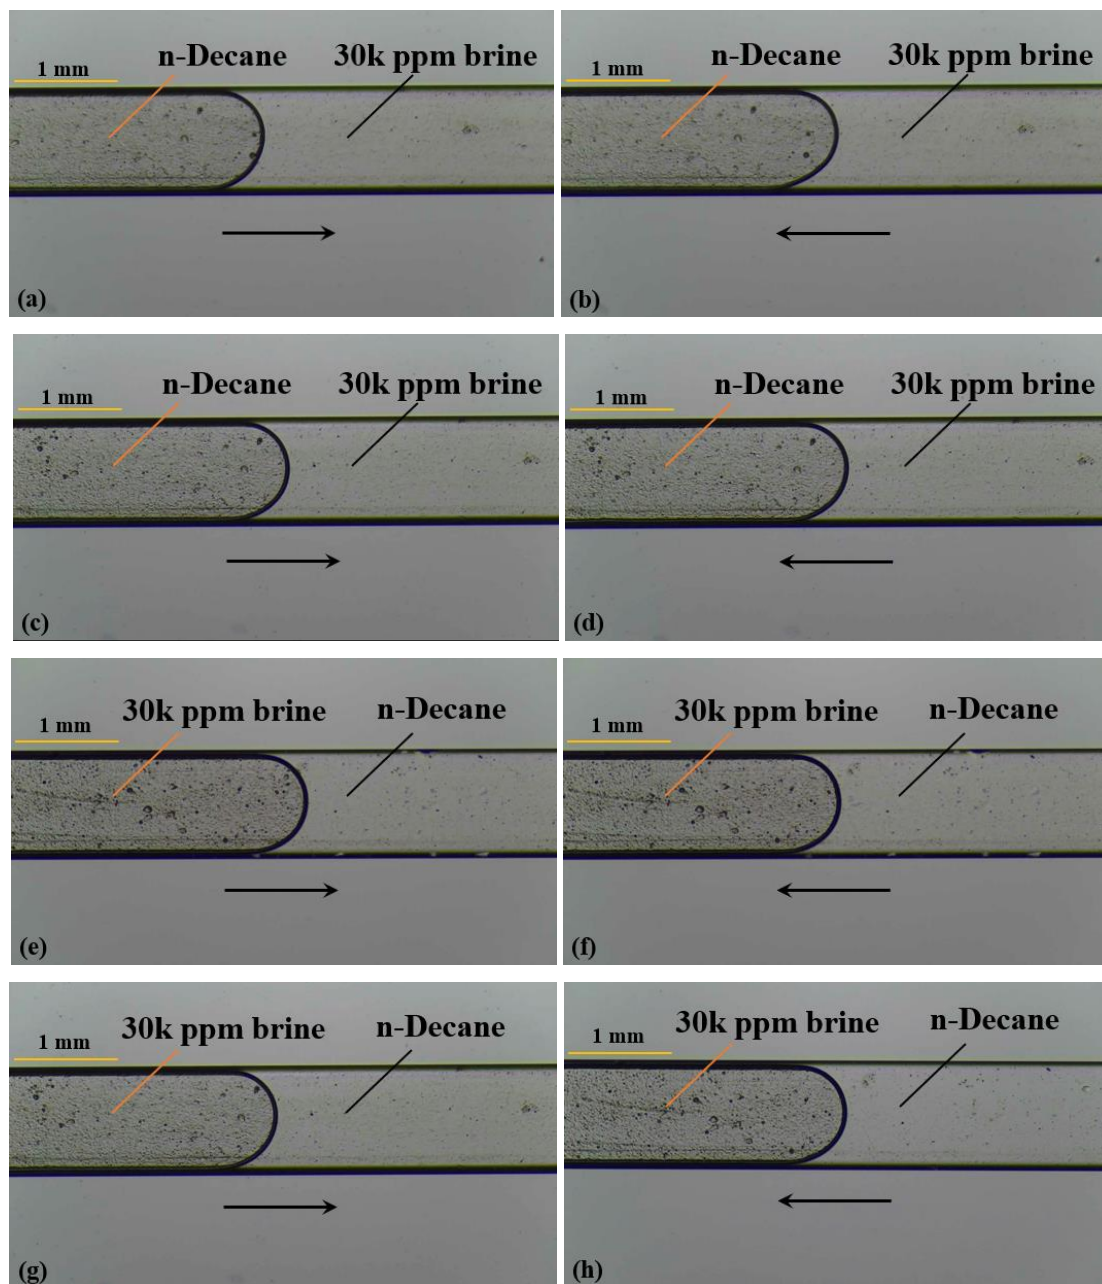 n-Decane
30k ppm brine
1 mm
(a)
n-Decane
30k ppm brine
1 mm
(b)
n-Decane
30k ppm brine
1 mm
(c)
n-Decane
30k ppm brine
1 mm
(d)
30k ppm brine
n-Decane
1 mm
(e)
30k ppm brine
n-Decane
1 mm
(f)
30k ppm brine
n-Decane
1 mm
(g)
30k ppm brine
n-Decane
1 mm
(h)